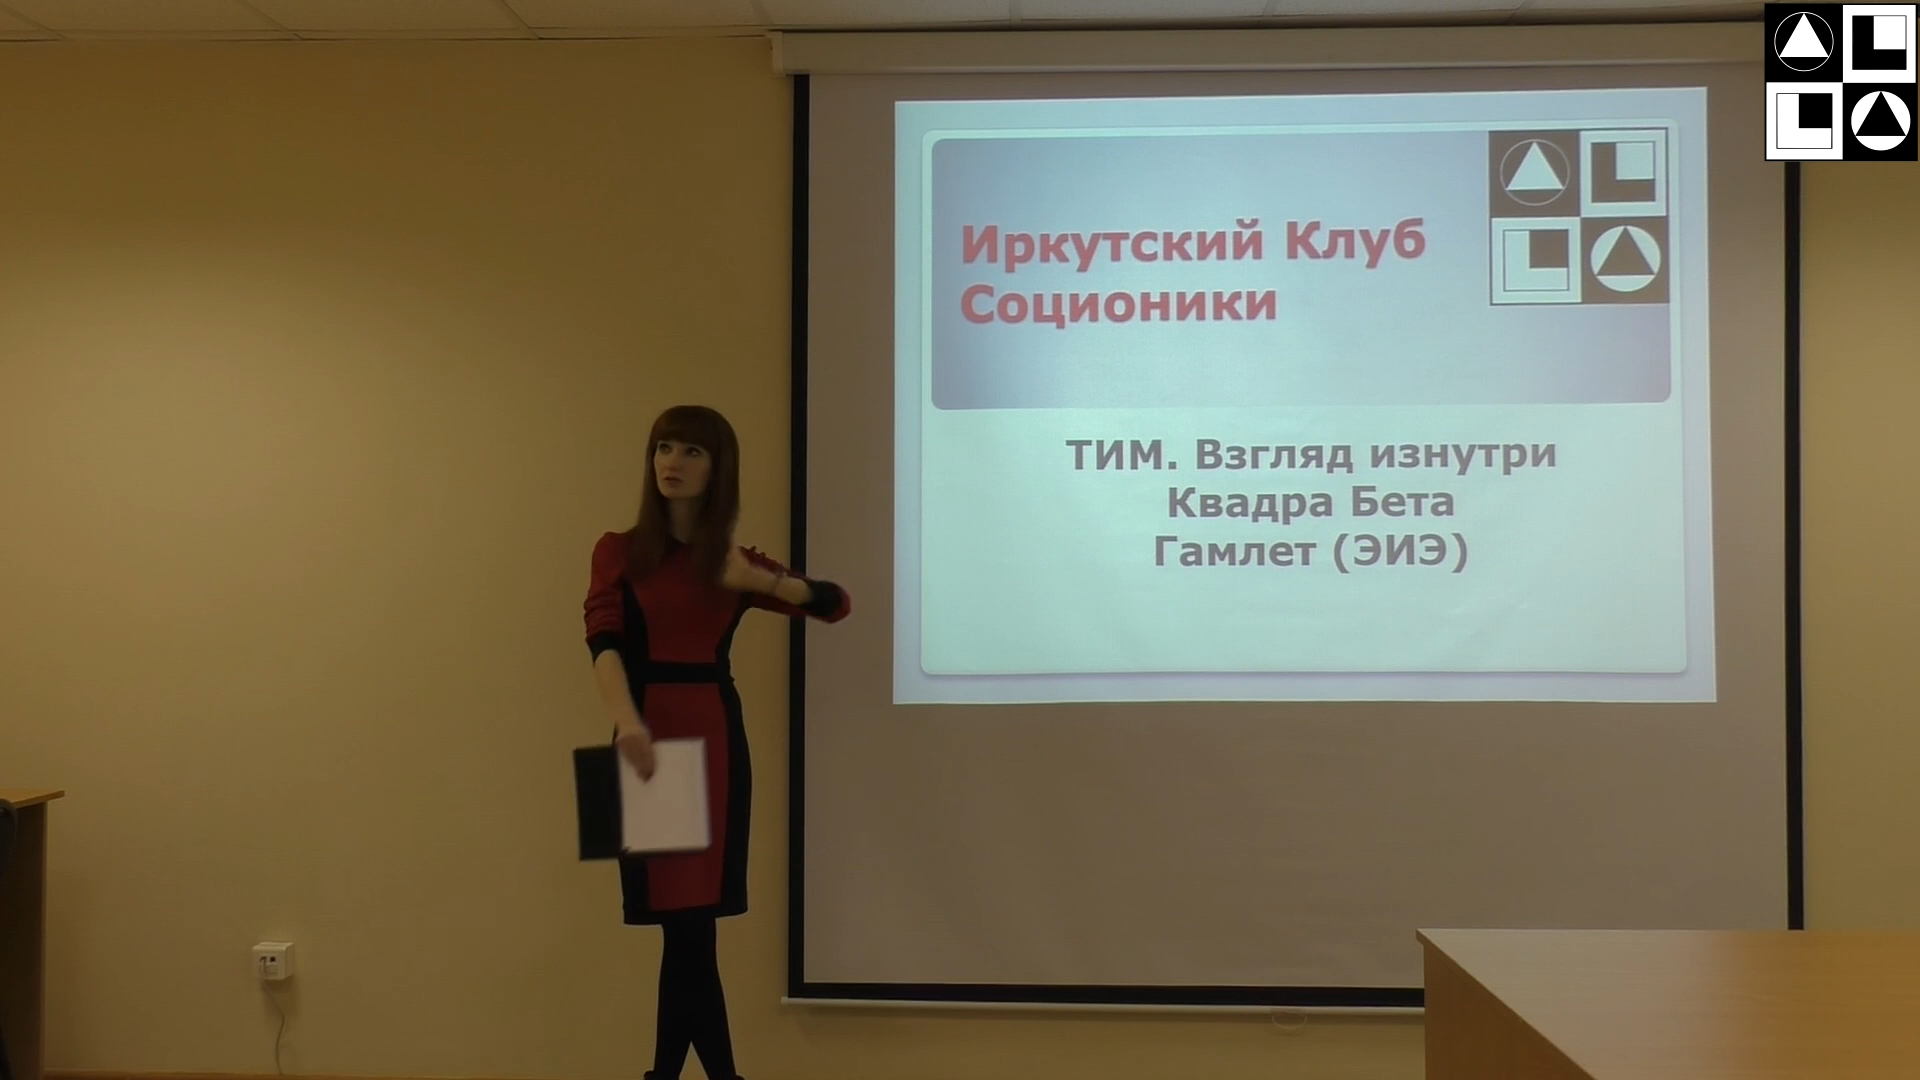 Иркутский Клуб
Соционики
ТИМ. Взгляд изнутри
Квадра Бета
Гамлет (ЭИЭ)